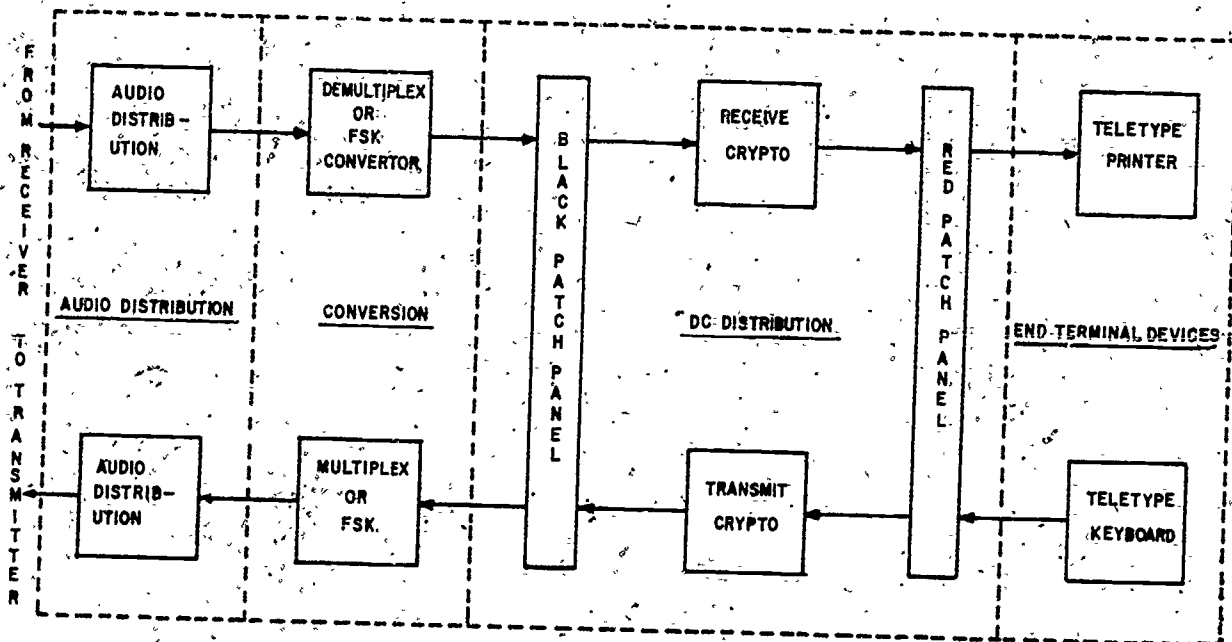 FROM RECEIVER
AUDIO
DISTRIB-
UTION
DEMULTIPLEX
OR
FSK
CONVERTOR
BLACK PATCH PANEL
RECEIVE
CRYPTO
RED PATCH PANEL
TELETYPE
PRINTER
AUDIO DISTRIBUTION
CONVERSION
DC DISTRIBUTION
END TERMINAL DEVICES
TO TRANSMITTER
AUDIO
DISTRIB-
UTION
MULTIPLEX
OR
FSK
TRANSMIT
CRYPTO
TELETYPE
KEYBOARD